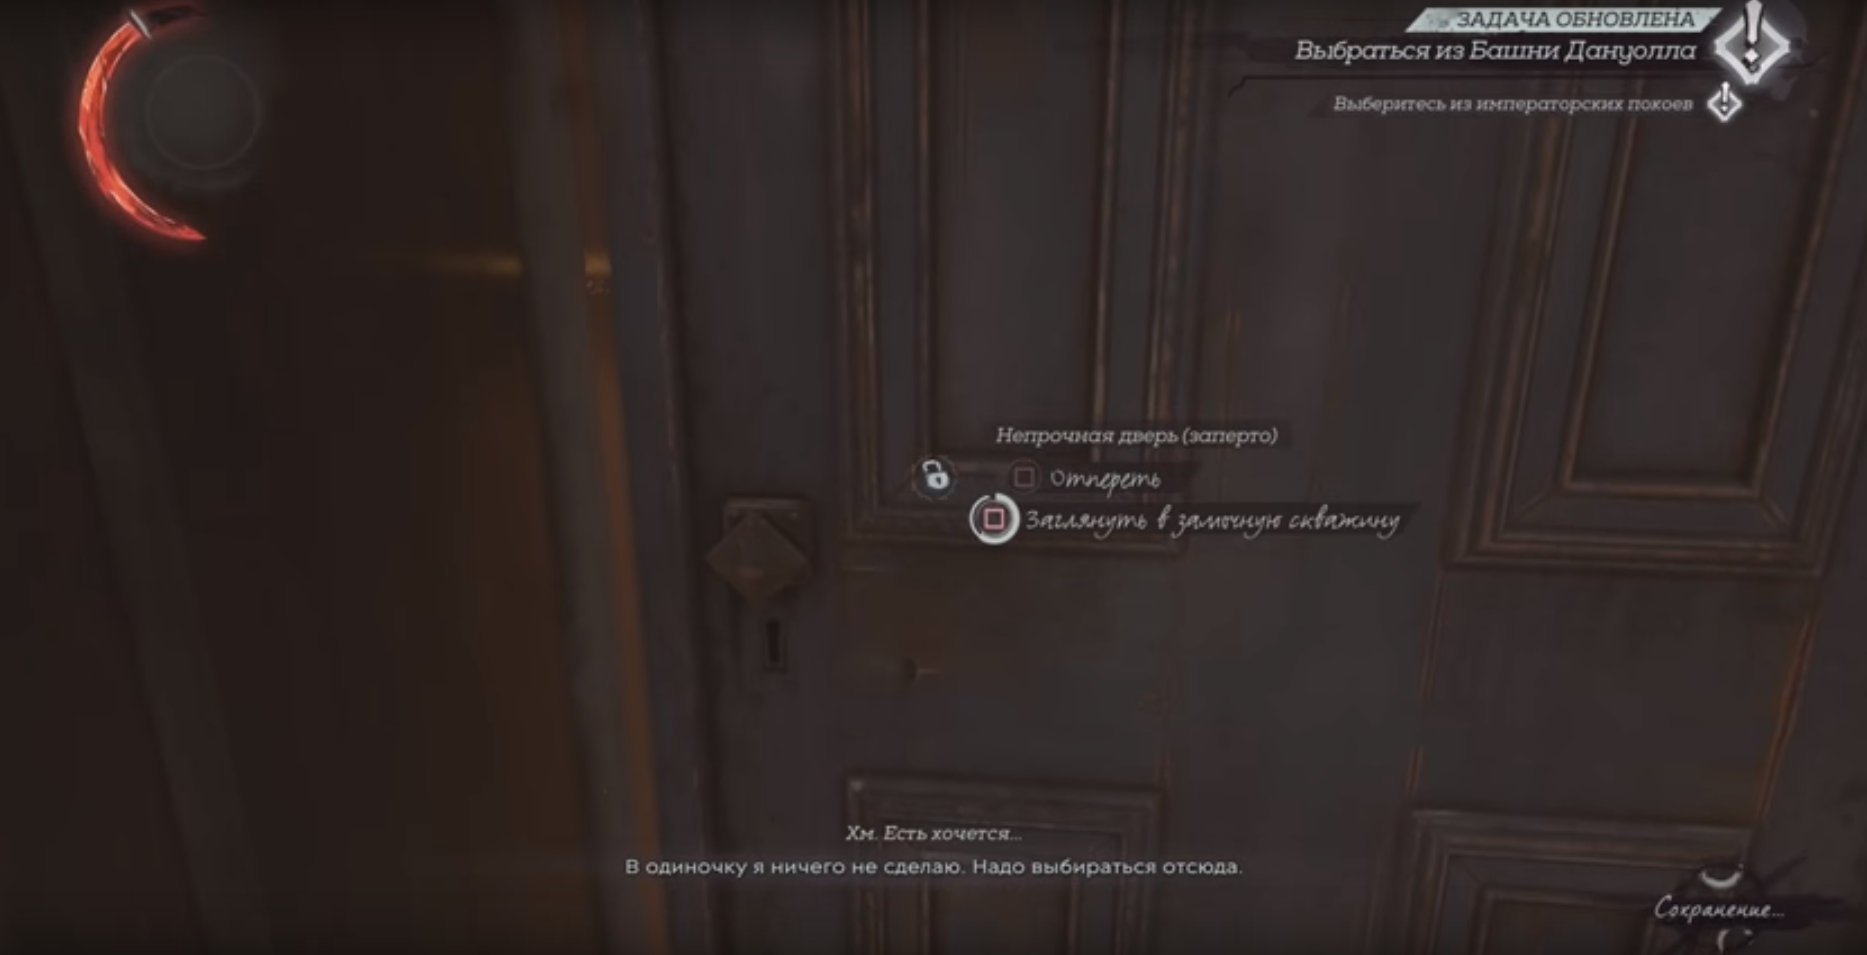 ЗАДАЧА ОБНОВЛЕНА
Выбраться из Башни Дануолла
Выберитесь из императорских покоев
Непрочная дверь (заперто)
Отпереть
Заглянуть в замочную скважину
Хм. Есть хочется...
В одиночку я ничего не сделаю. Надо выбираться отсюда.
Сохранение...